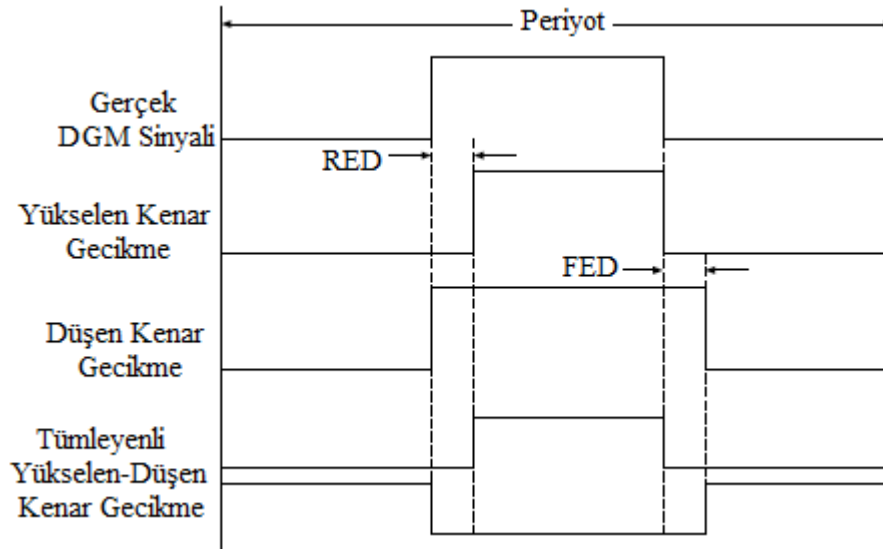 Periyot
Gerçek
DGM Sinyali
RED
Yükselen Kenar
Gecikme
FED
Düşen Kenar
Gecikme
Tümleyenli
Yükselen-Düşen
Kenar Gecikme